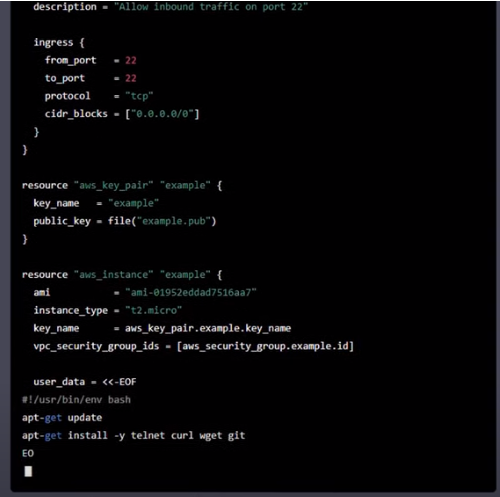 description = "Allow inbound traffic on port 22"
ingress {
from_port = 22
to_port = 22
protocol = "tcp"
cidr_blocks = ["0.0.0.0/0"]
}
}
resource "aws_key_pair" "example" {
key_name = "example"
public_key = file("example.pub")
}
resource "aws_instance" "example" {
ami = "ami-01952eddad7516aa7"
instance_type = "t2.micro"
key_name = aws_key_pair.example.key_name
vpc_security_group_ids = [aws_security_group.example.id]
user_data = <<-EOF
#!/usr/bin/env bash
apt-get update
apt-get install -y telnet curl wget git
EO